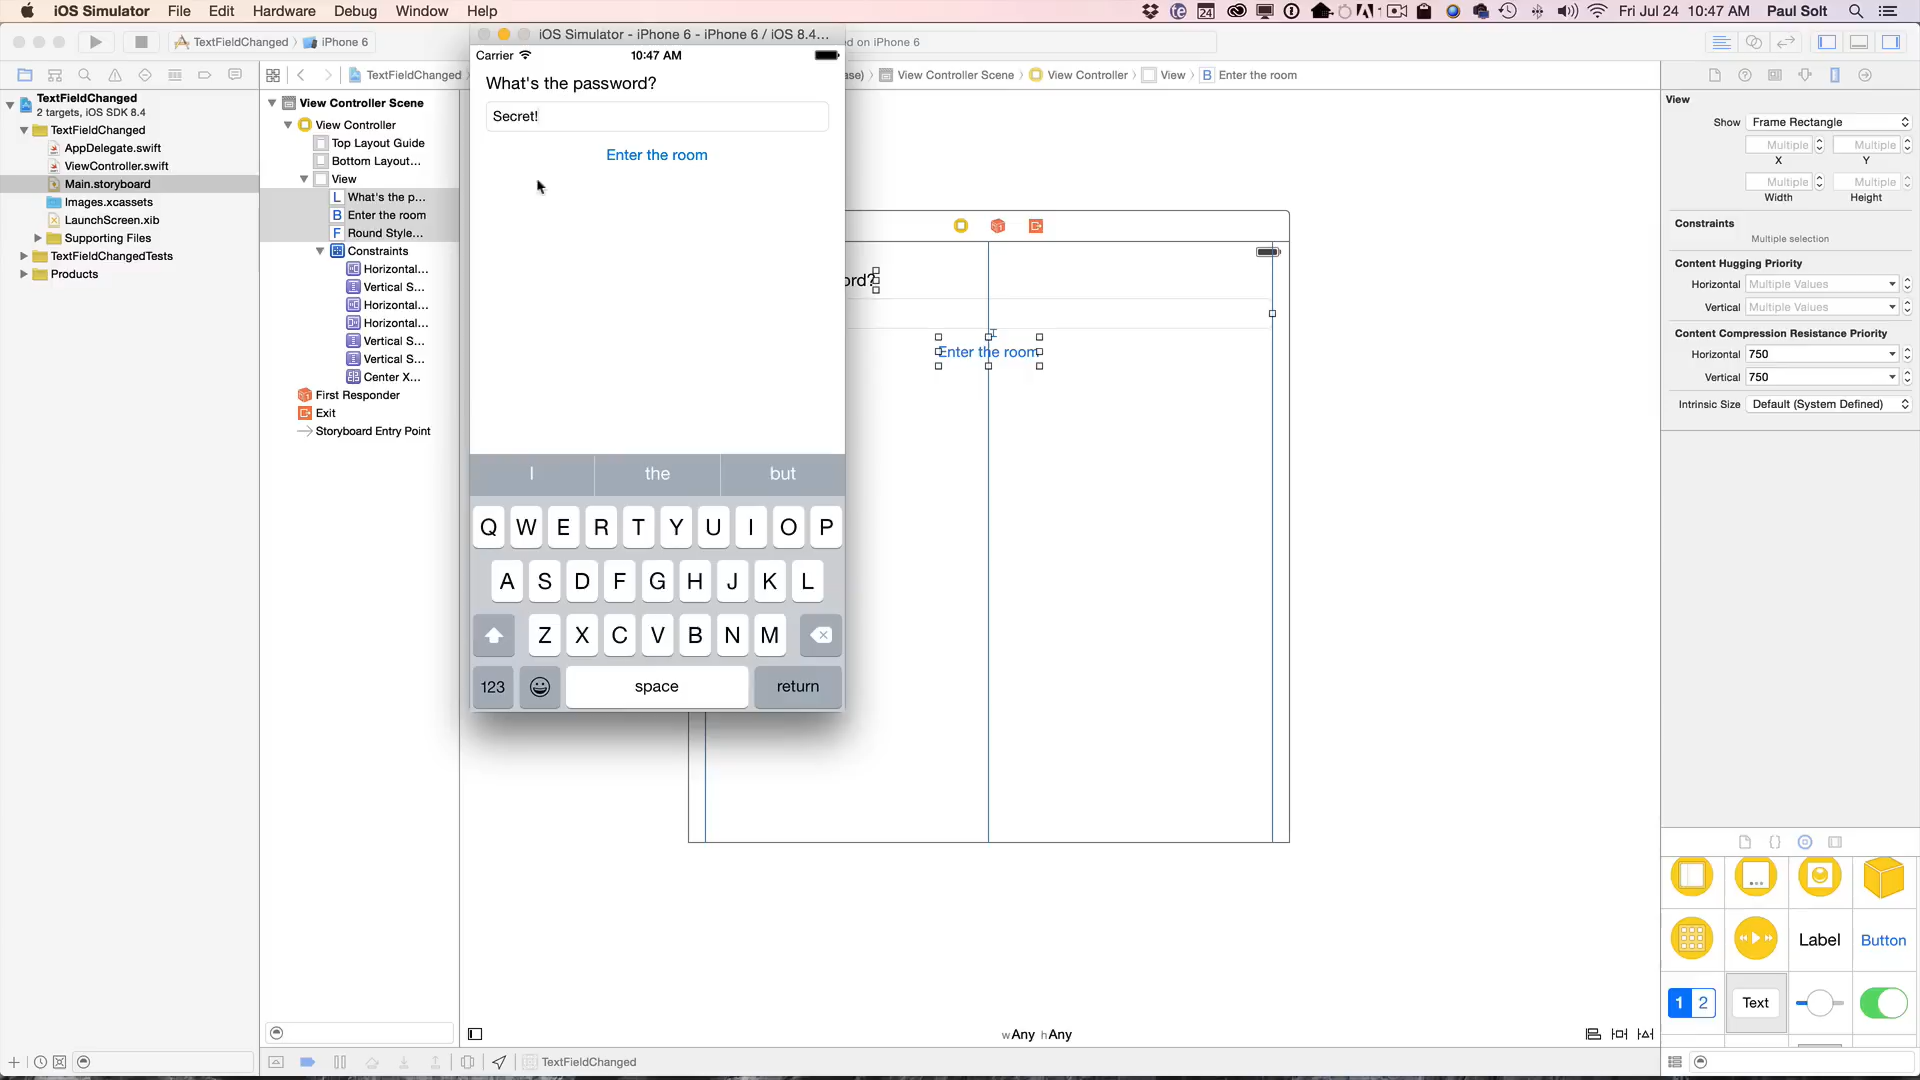 iOS Simulator File Edit Hardware Debug Window Help
24 Fri Jul 24 10:47 AM Paul Solt
TextFieldChanged iPhone 6
iOS Simulator - iPhone 6 - iPhone 6 / iOS 8.4...
d on iPhone 6
TextFieldChanged
ase) View Controller Scene View Controller View B Enter the room
TextFieldChanged
2 targets, iOS SDK 8.4
TextFieldChanged
AppDelegate.swift
ViewController.swift
Main.storyboard
Images.xcassets
LaunchScreen.xib
Supporting Files
TextFieldChangedTests
Products
View Controller Scene
View Controller
Top Layout Guide
Bottom Layout...
View
L What's the p...
B Enter the room
F Round Style...
Constraints
Horizontal...
Vertical S...
Horizontal...
Horizontal...
Vertical S...
Vertical S...
Center X...
First Responder
Exit
Storyboard Entry Point
Carrier 10:47 AM
What's the password?
Secret!
Enter the room
I the but
Q W E R T Y U I O P
A S D F G H J K L
Z X C V B N M
123 space return
ord?
Enter the room
wAny hAny
View
Show Frame Rectangle
Multiple Multiple
X Y
Multiple Multiple
Width Height
Constraints
Multiple selection
Content Hugging Priority
Horizontal Multiple Values
Vertical Multiple Values
Content Compression Resistance Priority
Horizontal 750
Vertical 750
Intrinsic Size Default (System Defined)
Label Button
1 2 Text
TextFieldChanged